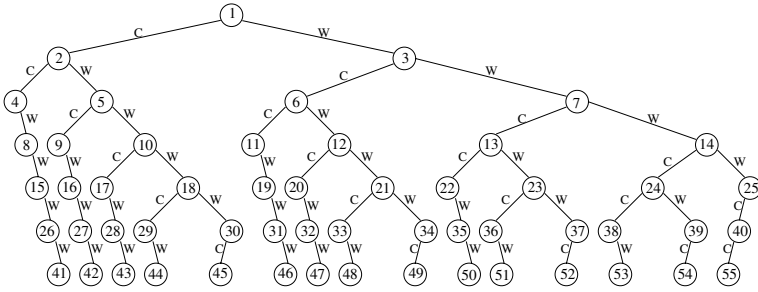 1
C W
2 3
C W C W
4 5 6 7
W C W C W C W
8 9 10 11 12 13 14
W W C W W C W C W C W
15 16 17 18 19 20 21 22 23 24 25
W W W C W W W C W W C W C W C
26 27 28 29 30 31 32 33 34 35 36 37 38 39 40
W W W W C W W W C W W C W C C
41 42 43 44 45 46 47 48 49 50 51 52 53 54 55